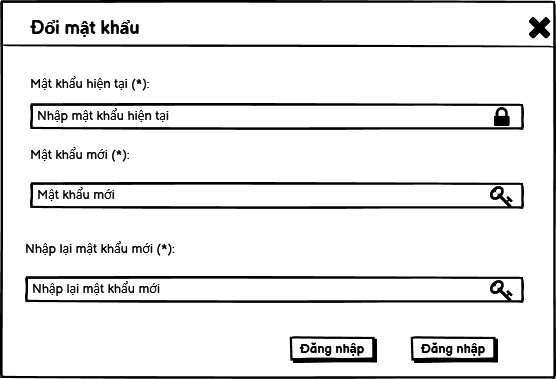 Đổi mật khẩu
Mật khẩu hiện tại (*):
Nhập mật khẩu hiện tại
Mật khẩu mới (*):
Mật khẩu mới
Nhập lại mật khẩu mới (*):
Nhập lại mật khẩu mới
Đăng nhập Đăng nhập